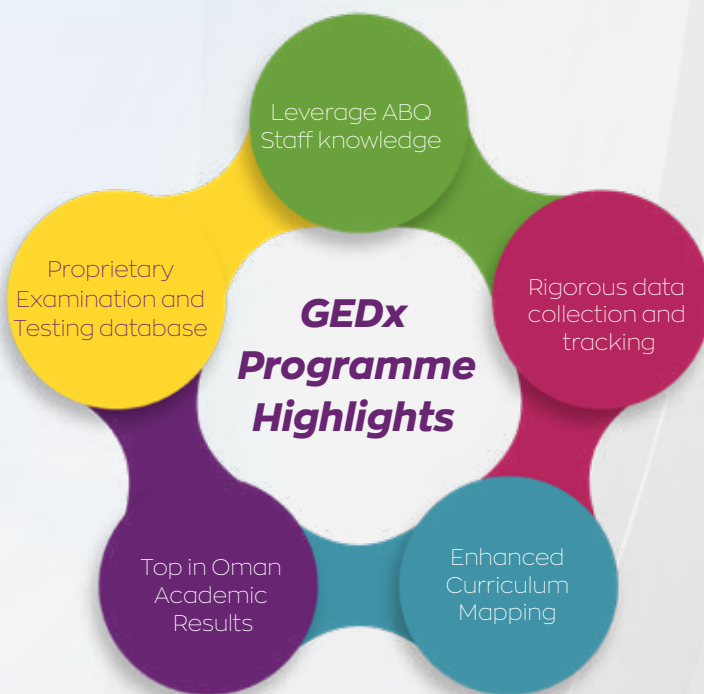 Leverage ABQ
Staff knowledge
Proprietary
Examination and
Testing database
GEDx
Programme
Highlights
Rigorous data
collection and
tracking
Top in Oman
Academic
Results
Enhanced
Curriculum
Mapping